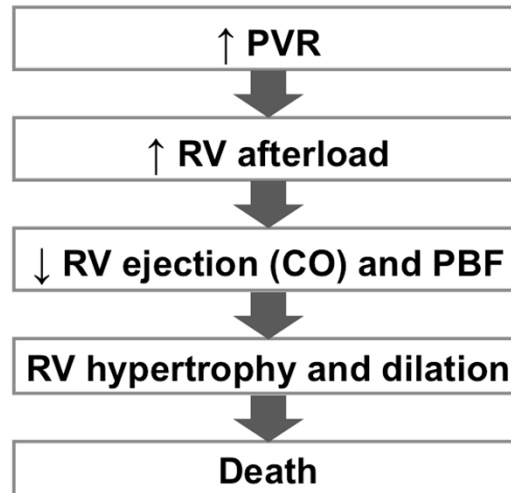 ↑ PVR
↑ RV afterload
↓ RV ejection (CO) and PBF
RV hypertrophy and dilation
Death